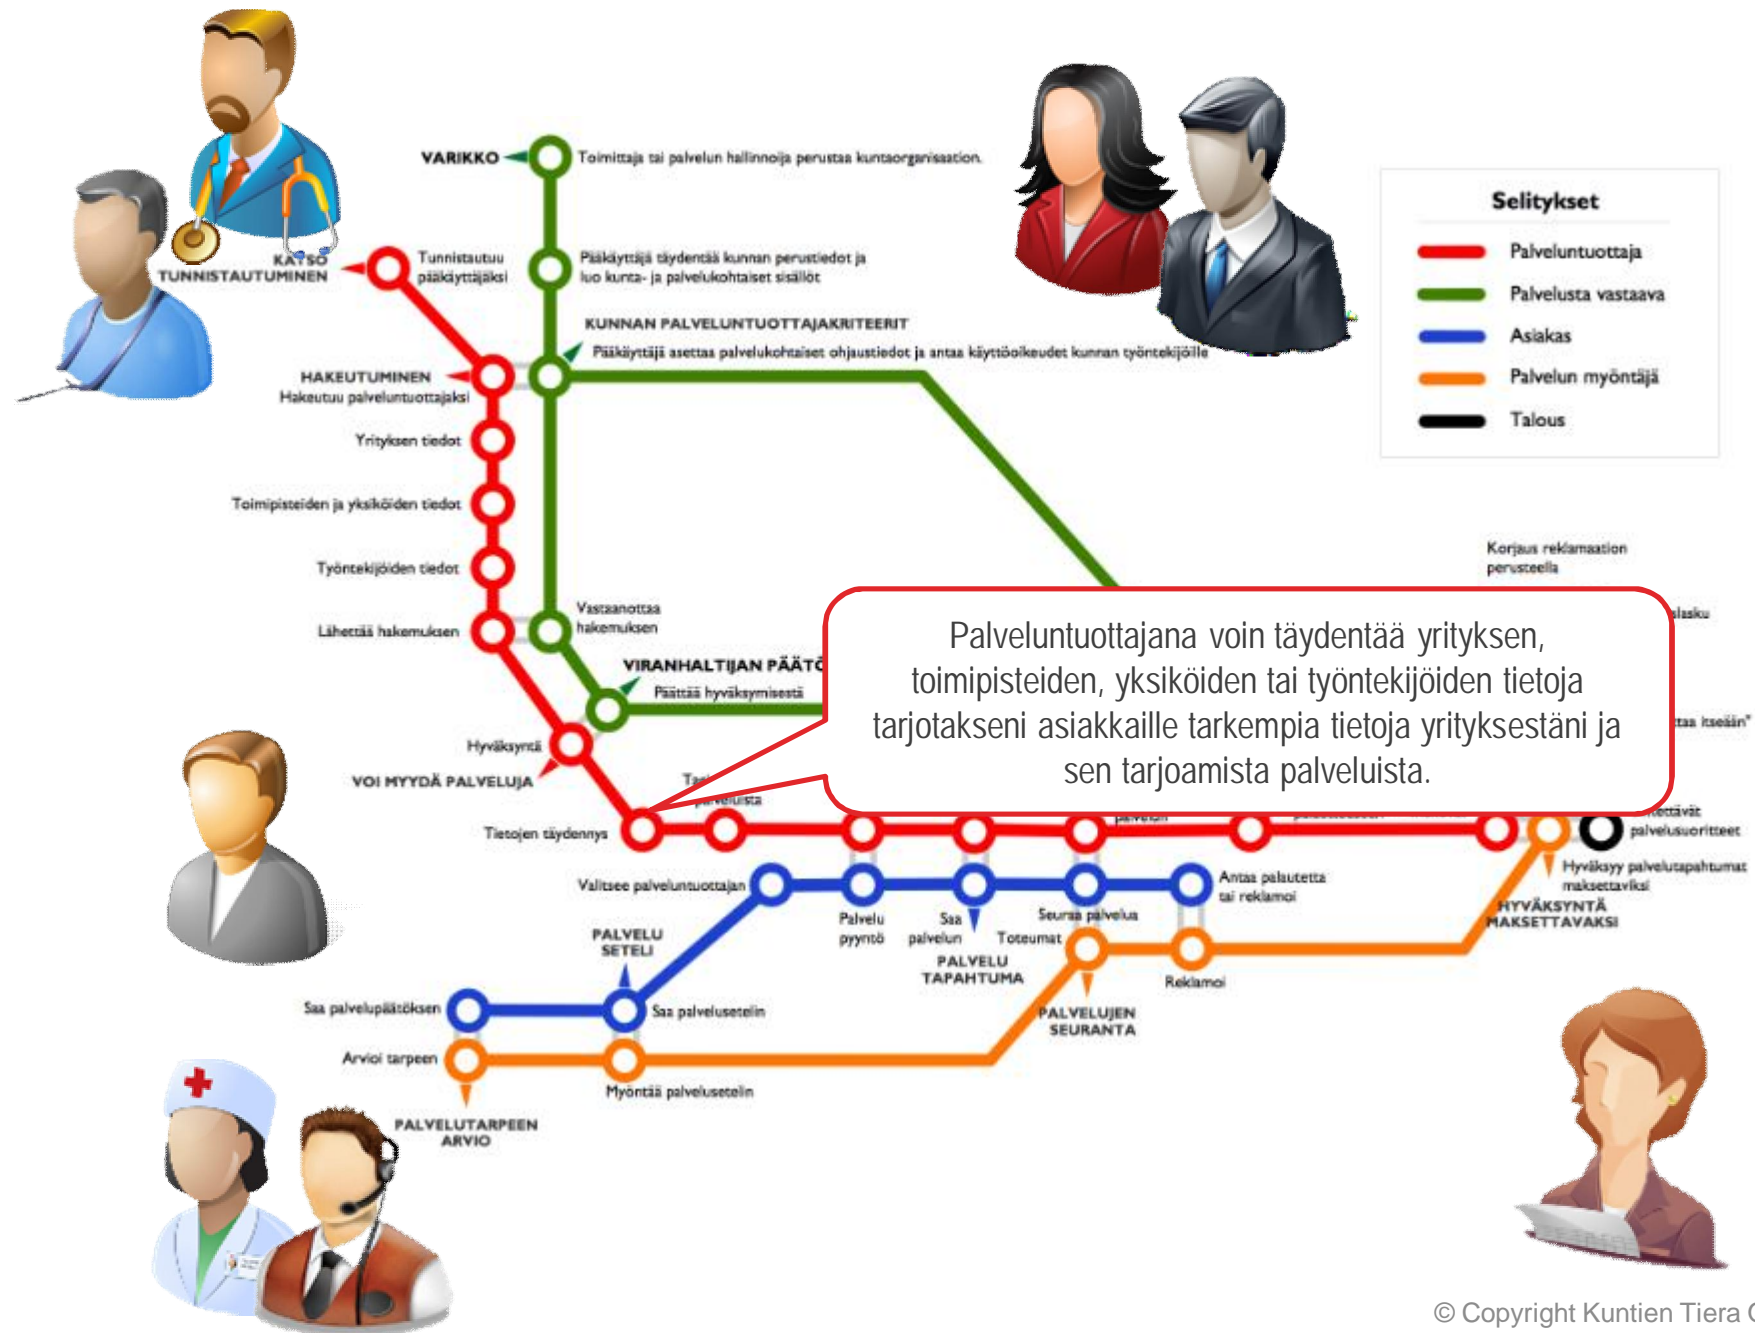 VARIKKO
Toimittaja tai palvelun hallinnoija perustaa kuntaorganisaation.
KATSO
TUNNISTAUTUMINEN
Tunnistautuu
pääkäyttäjäksi
Pääkäyttäjä täydentää kunnan perustiedot ja
luo kunta- ja palvelukohtaiset sisällöt
KUNNAN PALVELUNTUOTTAJAKRITEERIT
Pääkäyttäjä asettaa palvelukohtaiset ohjaustiedot ja antaa käyttöoikeudet kunnan työntekijöille
HAKEUTUMINEN
Hakeutuu palveluntuottajaksi
Yrityksen tiedot
Toimipisteiden ja yksiköiden tiedot
Työntekijöiden tiedot
Lähettää hakemuksen
Vastaanottaa
hakemuksen
VIRANHALTIJAN PÄÄTÖ
Päättää hyväksymisestä
Hyväksyntä
VOI MYYDÄ PALVELUJA
Tietojen täydennys
Selitykset
Palveluntuottaja
Palvelusta vastaava
Asiakas
Palvelun myöntäjä
Talous
Korjaus reklamaation
perusteella
slasku
Palveluntuottajana voin täydentää yrityksen,
toimipisteiden, yksiköiden tai työntekijöiden tietoja
tarjotakseni asiakkaille tarkempia tietoja yrityksestäni ja
sen tarjoamista palveluista.
taa itseään"
palvelusuoritteet
Hyväksyy palvelutapahtumat
maksettaviksi
HYVÄKSYNTÄ
MAKSETTAVAKSI
Valitsee palveluntuottajan
Palvelu
pyyntö
Saa
palvelun
PALVELU
TAPAHTUMA
Seuraa palvelua
Toteumat
Antaa palautetta
tai reklamoi
Reklamoi
PALVELUJEN
SEURANTA
PALVELU
SETELI
Saa palvelupäätöksen
Saa palvelusetelin
Arvioi tarpeen
Myöntää palvelusetelin
PALVELUTARPEEN
ARVIO
© Copyright Kuntien Tiera